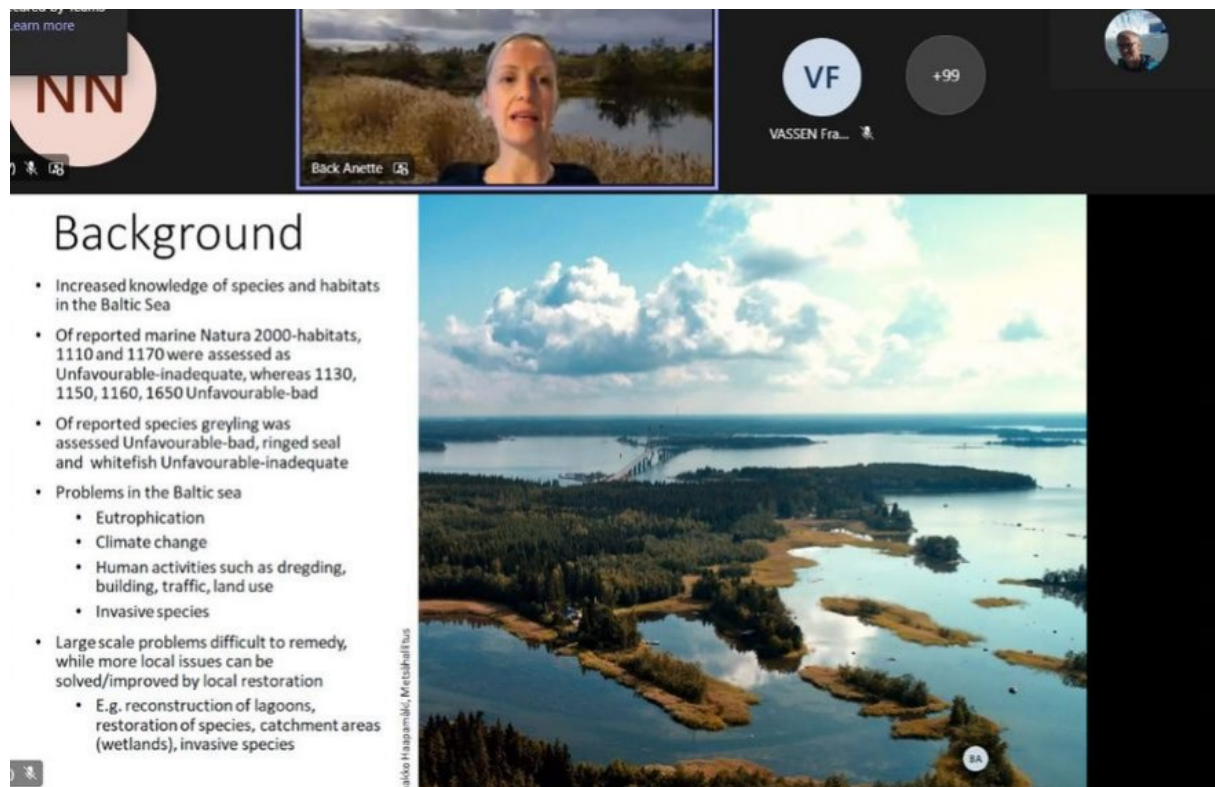 Learn more
NN
Bäck Anette
VF
VASSEN Fra...
+99
Background
• Increased knowledge of species and habitats
in the Baltic Sea
• Of reported marine Natura 2000-habitats,
1110 and 1170 were assessed as
Unfavourable-inadequate, whereas 1130,
1150, 1160, 1650 Unfavourable-bad
• Of reported species greyling was
assessed Unfavourable-bad, ringed seal
and whitefish Unfavourable-inadequate
• Problems in the Baltic sea
• Eutrophication
• Climate change
• Human activities such as dregding,
building, traffic, land use
• Invasive species
• Large scale problems difficult to remedy,
while more local issues can be
solved/improved by local restoration
• E.g. reconstruction of lagoons,
restoration of species, catchment areas
(wetlands), invasive species
Haapamäki, Metsähallitus
BA